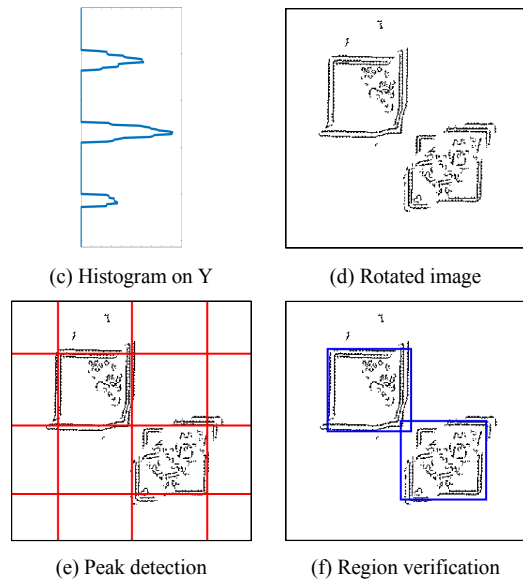 (c) Histogram on Y
(d) Rotated image
(e) Peak detection
(f) Region verification